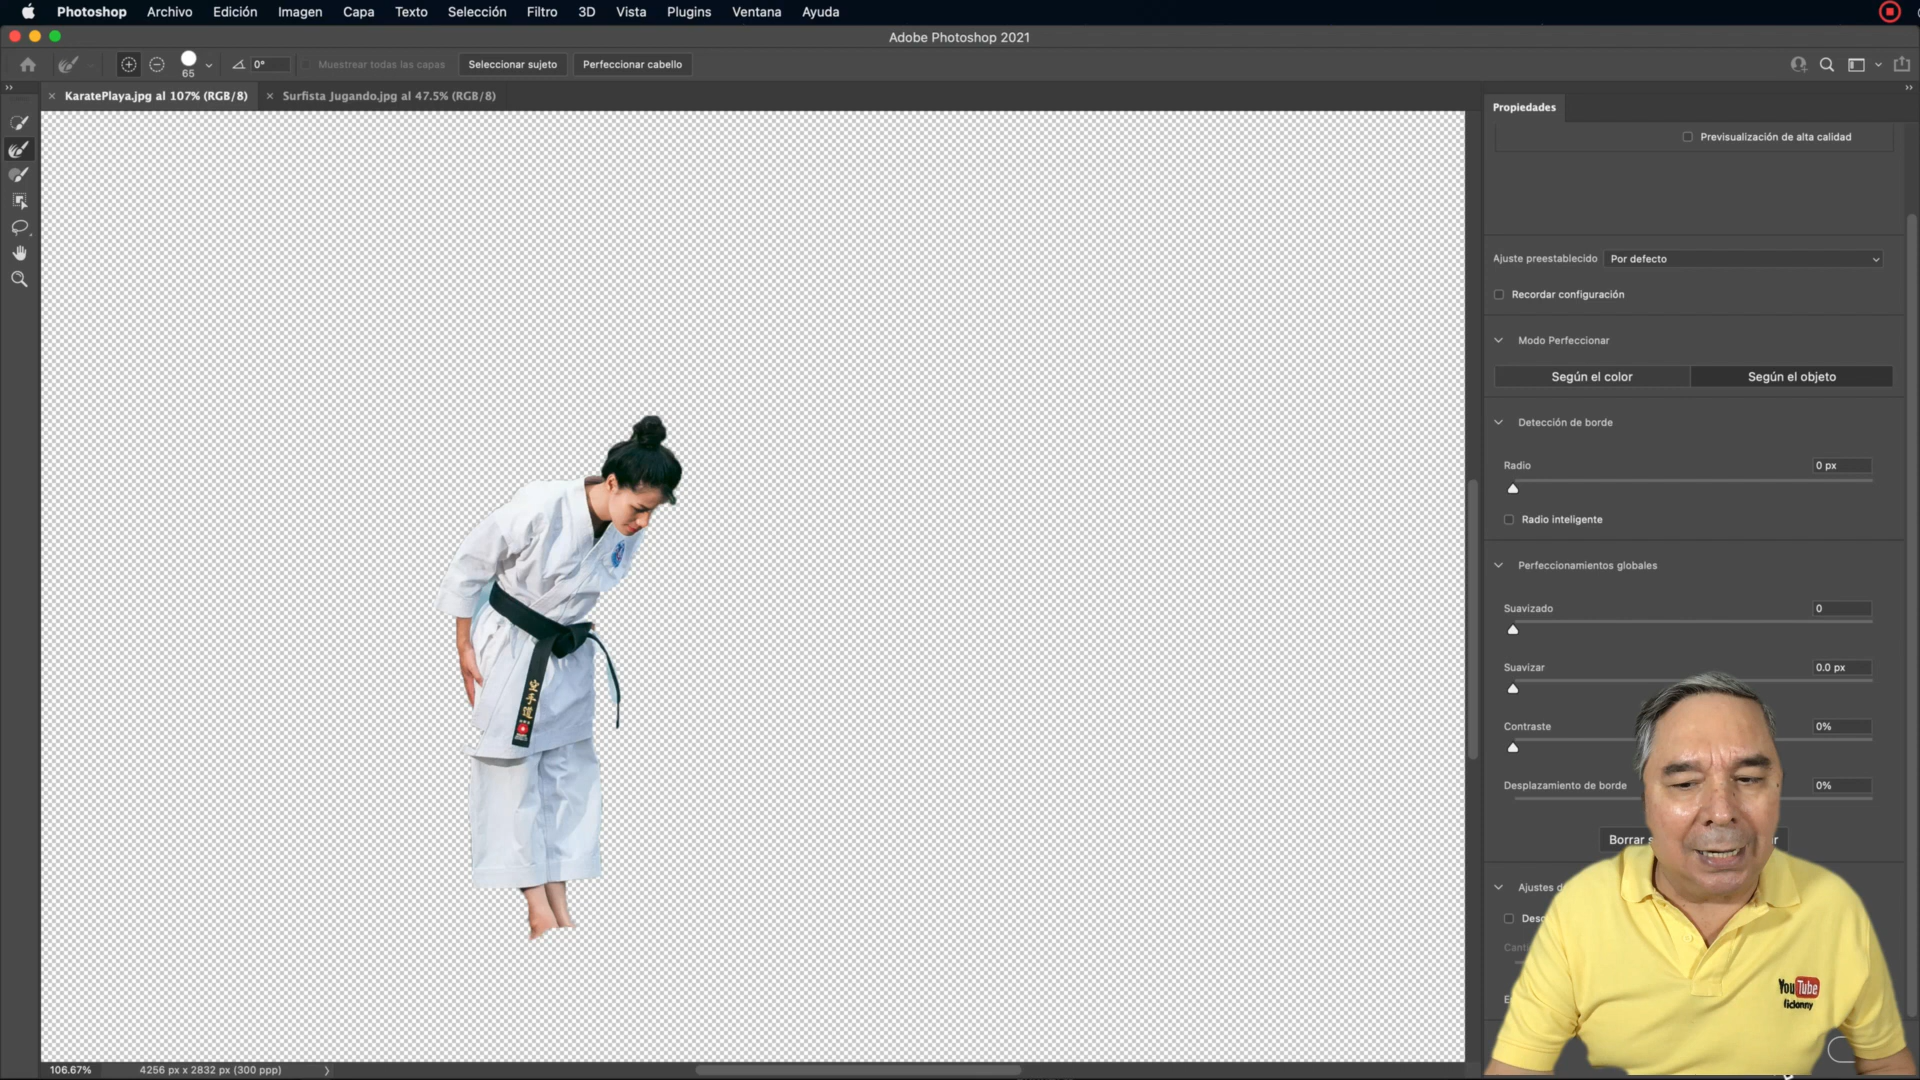 Photoshop Archivo Edición Imagen Capa Texto Selección Filtro 3D Vista Plugins Ventana Ayuda
Adobe Photoshop 2021
65
0°
Muestrear todas las capas
Seleccionar sujeto
Perfeccionar cabello
KaratePlaya.jpg al 107% (RGB/8)
Surfista Jugando.jpg al 47.5% (RGB/8)
Propiedades
Previsualización de alta calidad
Ajuste preestablecido Por defecto
Recordar configuración
Modo Perfeccionar
Según el color Según el objeto
Detección de borde
Radio 0 px
Radio inteligente
Perfeccionamientos globales
Suavizado 0
Suavizar 0.0 px
Contraste 0%
Desplazamiento de borde 0%
Borrar
Ajustes
YouTube
lidonny
106.67% 4256 px x 2832 px (300 ppp)